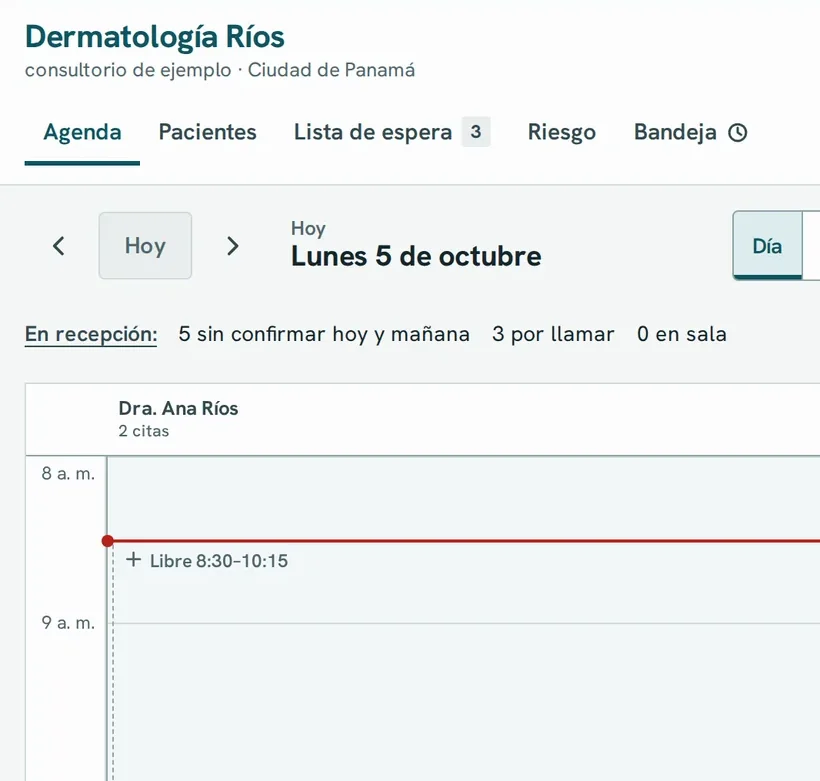 Dermatología Ríos
consultorio de ejemplo · Ciudad de Panamá
Agenda Pacientes Lista de espera 3 Riesgo Bandeja
Hoy
Hoy
Lunes 5 de octubre
Día
En recepción: 5 sin confirmar hoy y mañana 3 por llamar 0 en sala
Dra. Ana Ríos
2 citas
8 a. m.
+ Libre 8:30–10:15
9 a. m.